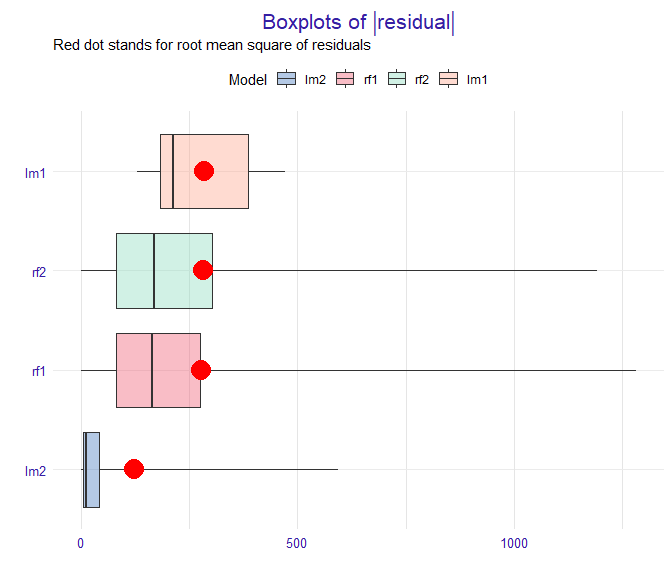 Boxplots of |residual|
Red dot stands for root mean square of residuals
Model lm2 rf1 rf2 lm1
lm1
rf2
rf1
lm2
0 500 1000